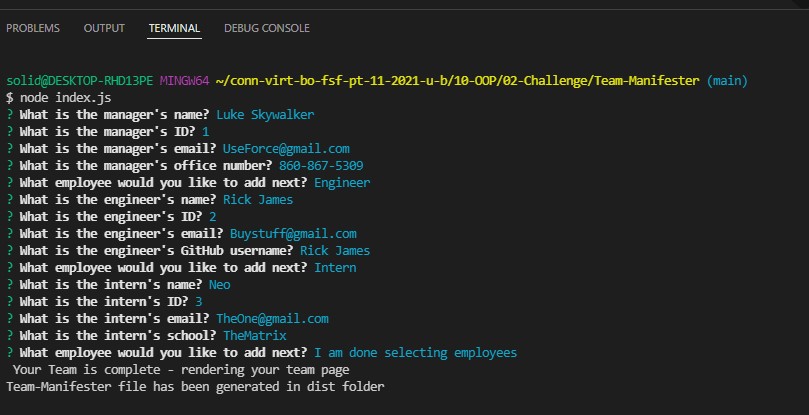 PROBLEMS OUTPUT TERMINAL DEBUG CONSOLE
solid@DESKTOP-RHD13PE MINGW64 ~/conn-virt-bo-fsf-pt-11-2021-u-b/10-OOP/02-Challenge/Team-Manifester (main)
$ node index.js
? What is the manager's name? Luke Skywalker
? What is the manager's ID? 1
? What is the manager's email? UseForce@gmail.com
? What is the manager's office number? 860-867-5309
? What employee would you like to add next? Engineer
? What is the engineer's name? Rick James
? What is the engineer's ID? 2
? What is the engineer's email? Buystuff@gmail.com
? What is the engineer's GitHub username? Rick James
? What employee would you like to add next? Intern
? What is the intern's name? Neo
? What is the intern's ID? 3
? What is the intern's email? TheOne@gmail.com
? What is the intern's school? TheMatrix
? What employee would you like to add next? I am done selecting employees
 Your Team is complete - rendering your team page
Team-Manifester file has been generated in dist folder